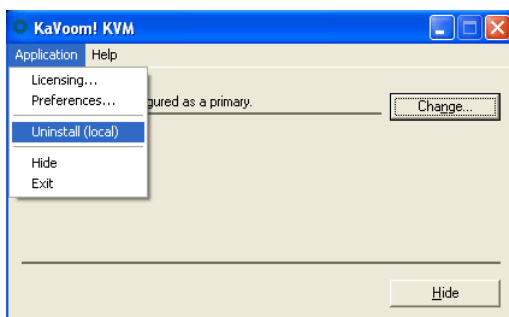 KaVoom! KVM
Application Help
Licensing...
Preferences...
gured as a primary.
Change...
Uninstall (local)
Hide
Exit
Hide